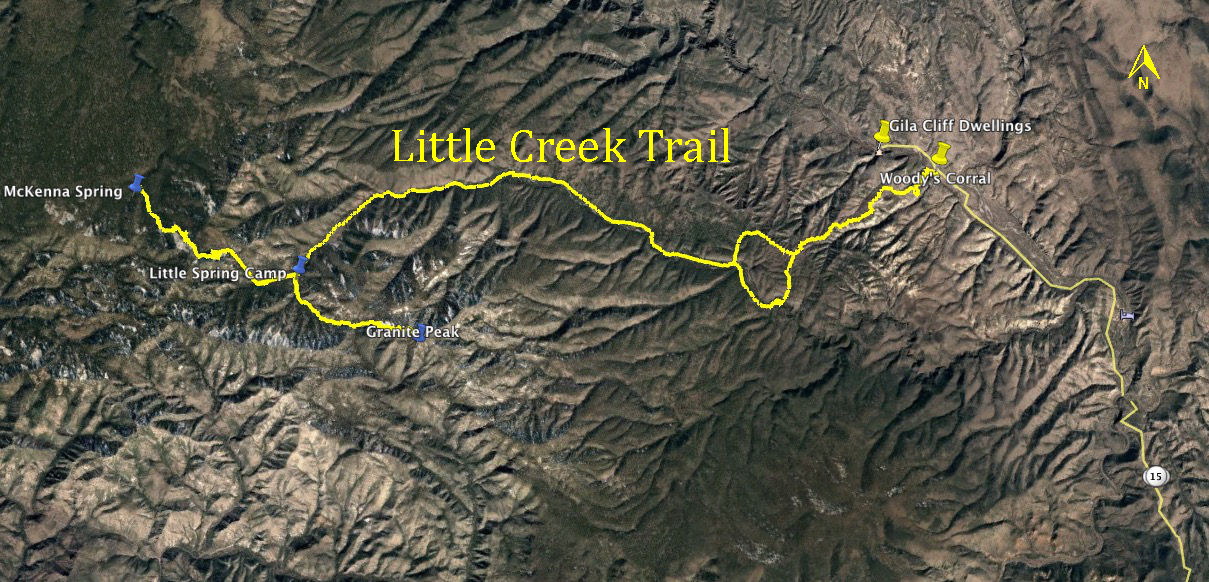 Little Creek Trail
N
Gila Cliff Dwellings
Woody's Corral
McKenna Spring
Little Spring Camp
Granite Peak
15